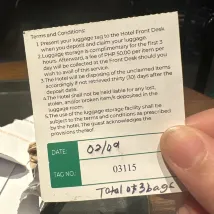 Terms and Conditions:
1. Present your luggage tag to the Hotel Front Desk
when you deposit and claim your luggage.
2. Luggage storage is complimentary for the first 3
hours. Afterward, a fee of PHP 50.00 per item per
day will be collected in the Front Desk should you
wish to avail of this service.
3. The Hotel will be disposing of the unclaimed items
accordingly if not retrieved thirty (30) days after the
deposit date.
4. The Hotel shall not be held liable for any lost,
stolen, and/or broken item/s deposited in the
luggage room.
5. The use of the luggage storage facility shall be
subject to the terms and conditions as prescribed
by the hotel. The guest acknowledges the
provisions thereof.
DATE: 02/09
TAG NO. 03115
Total of 3 bags